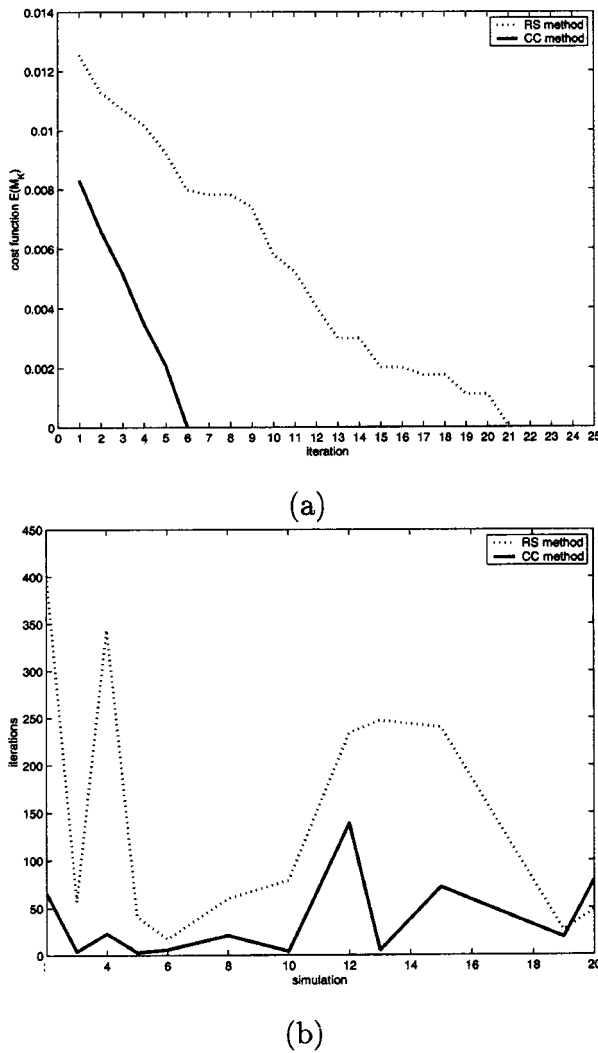 0.014
0.012
0.01
0.008
0.006
0.004
0.002
0
cost function E(M_K)
RS method
CC method
0 1 2 3 4 5 6 7 8 9 10 11 12 13 14 15 16 17 18 19 20 21 22 23 24 25
iteration
(a)
450
400
350
300
250
200
150
100
50
0
iterations
RS method
CC method
4 6 8 10 12 14 16 18 20
simulation
(b)